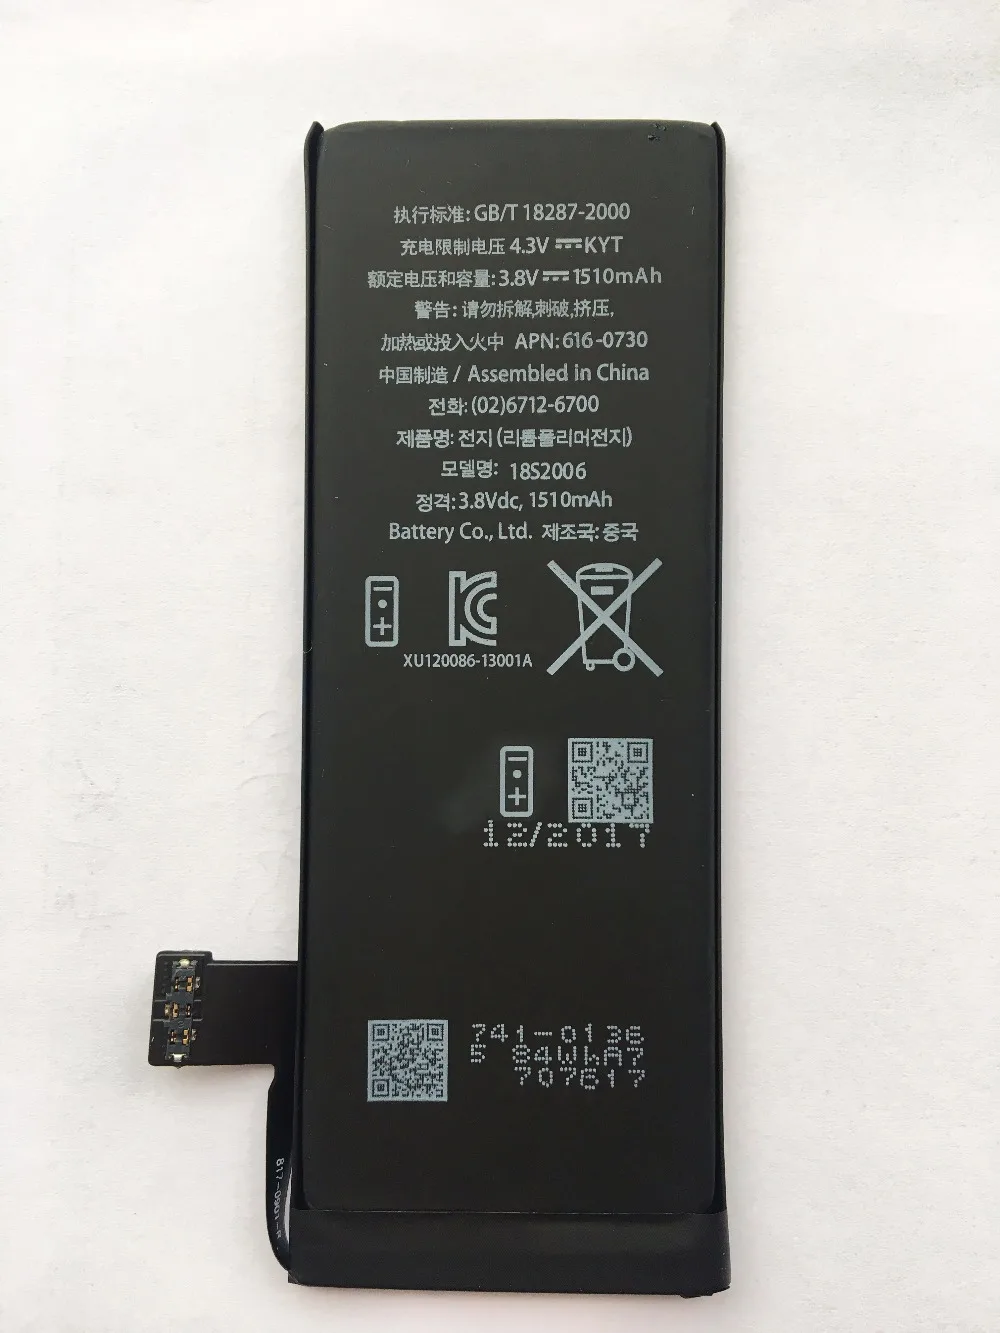 执行标准: GB/T 18287-2000
充电限制电压 4.3V ⎓ KYT
额定电压和容量: 3.8V ⎓ 1510mAh
警告: 请勿拆解,刺破,挤压,
加热或投入火中 APN: 616-0730
中国制造 / Assembled in China
전화: (02)6712-6700
제품명: 전지 (리튬폴리머전지)
모델명: 18S2006
정격: 3.8Vdc, 1510mAh
Battery Co., Ltd. 제조국: 중국
XU120086-13001A
12/2017
741-0136
5 84WhA7
707617
817-0901-